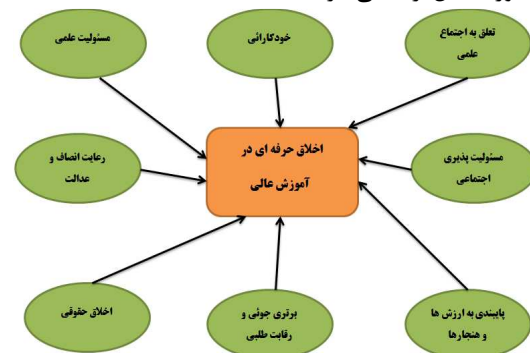 تعلق به اجتماع
علمی
خودکارائی
مسئولیت علمی
اخلاق حرفه ای در
آموزش عالی
مسئولیت پذیری
اجتماعی
رعایت انصاف و
عدالت
پایبندی به ارزش ها
و هنجارها
برتری جوئی و
رقابت طلبی
اخلاق حقوقی